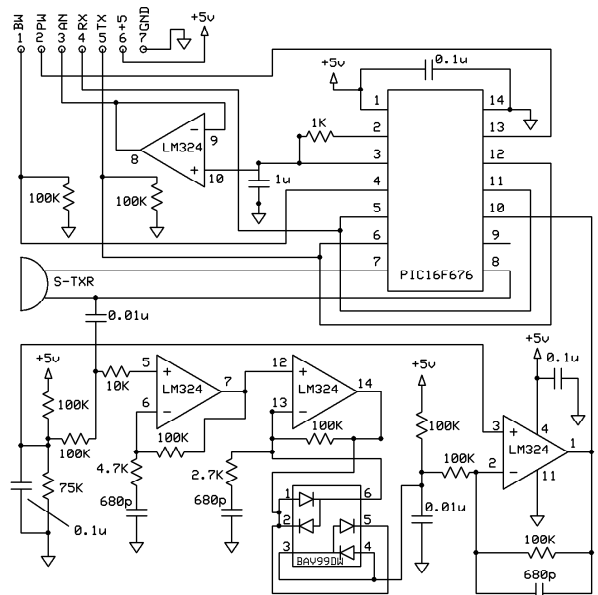 BW PW AN RX TX +5 GND
1 2 3 4 5 6 7
+5v
+5v
0.1u
1 14
2 13
3 12
4 11
5 10
6 9
7 8
PIC16F676
1K
LM324
9
8
10
1u
100K
100K
S-TXR
0.01u
+5v
100K
100K
75K
0.1u
10K
5
6
7
LM324
100K
4.7K
680p
12
13
14
LM324
100K
2.7K
680p
1 6
2 5
3 4
BAV99DW
+5v
100K
100K
0.01u
+5v
0.1u
3
4
1
2
11
LM324
100K
680p